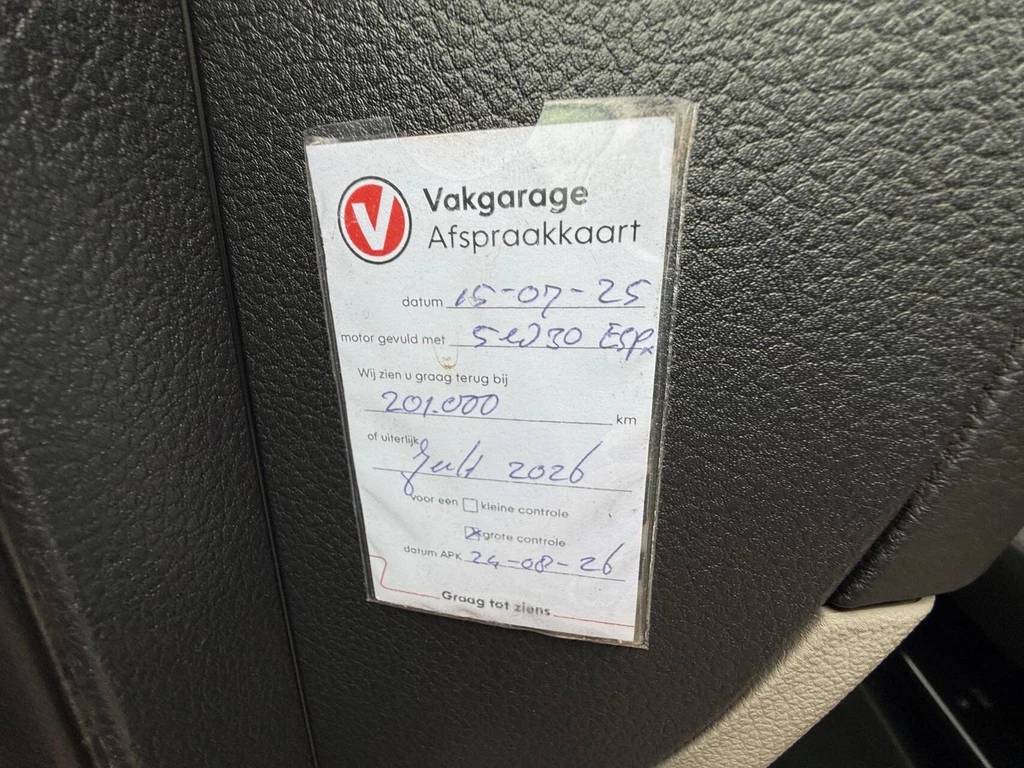 V
Vakgarage
Afspraakkaart
datum 15-07-25
motor gevuld met 5W30 ESP
Wij zien u graag terug bij
201.000 km
of uiterlijk
Juli 2026
voor een kleine controle
grote controle
datum APK 24-08-26
Graag tot ziens